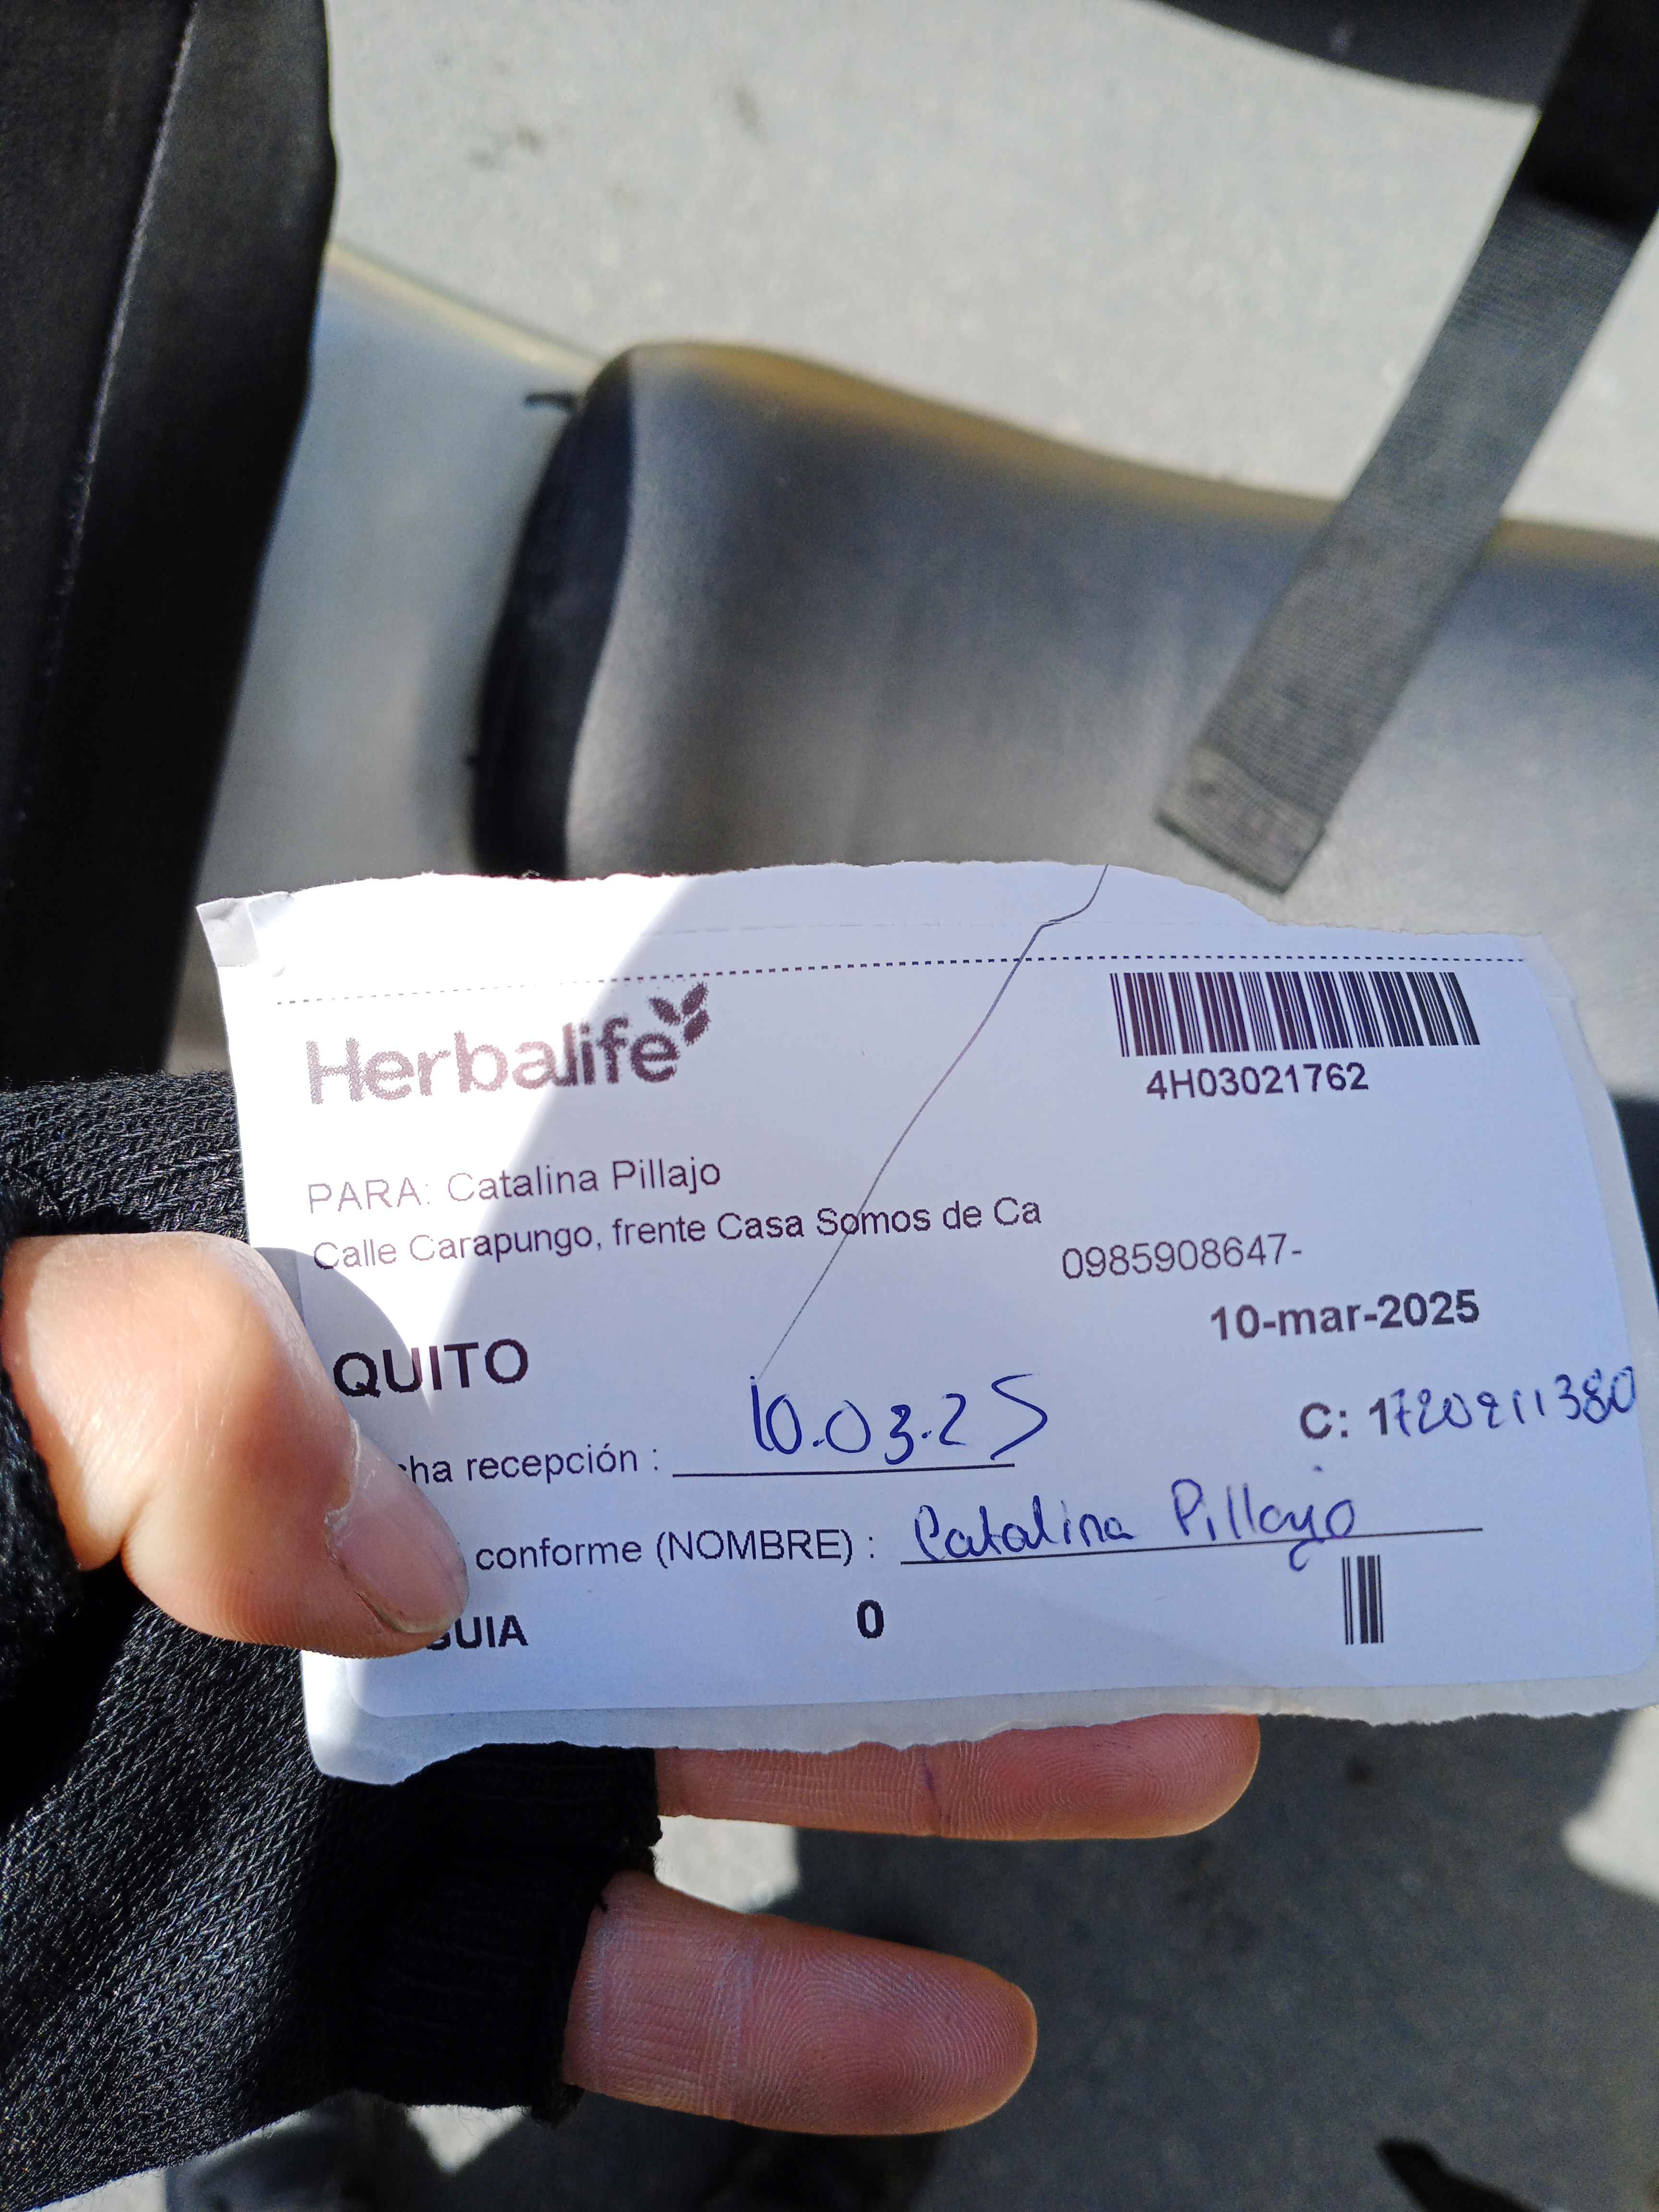 Herbalife
4H03021762
PARA: Catalina Pillajo
Calle Carapungo, frente Casa Somos de Ca
0985908647-
10-mar-2025
QUITO
C: 1720211380
cha recepción : 10.03.25
conforme (NOMBRE) : Catalina Pillajo
GUIA 0